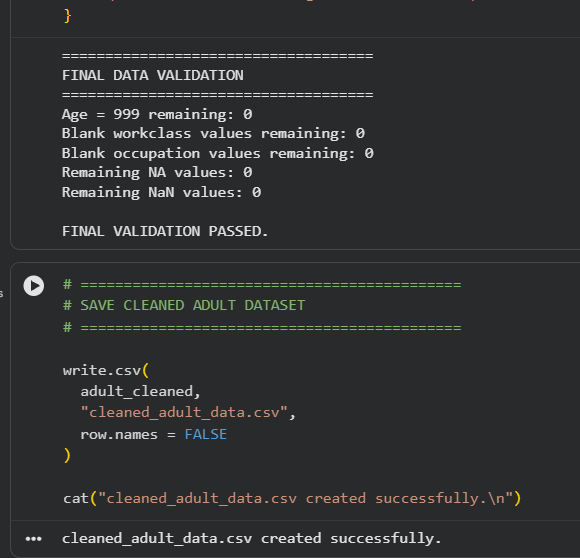 }
====================================
FINAL DATA VALIDATION
====================================
Age = 999 remaining: 0
Blank workclass values remaining: 0
Blank occupation values remaining: 0
Remaining NA values: 0
Remaining NaN values: 0
FINAL VALIDATION PASSED.
# ============================================
# SAVE CLEANED ADULT DATASET
# ============================================
write.csv(
  adult_cleaned,
  "cleaned_adult_data.csv",
  row.names = FALSE
)
cat("cleaned_adult_data.csv created successfully.\n")
cleaned_adult_data.csv created successfully.